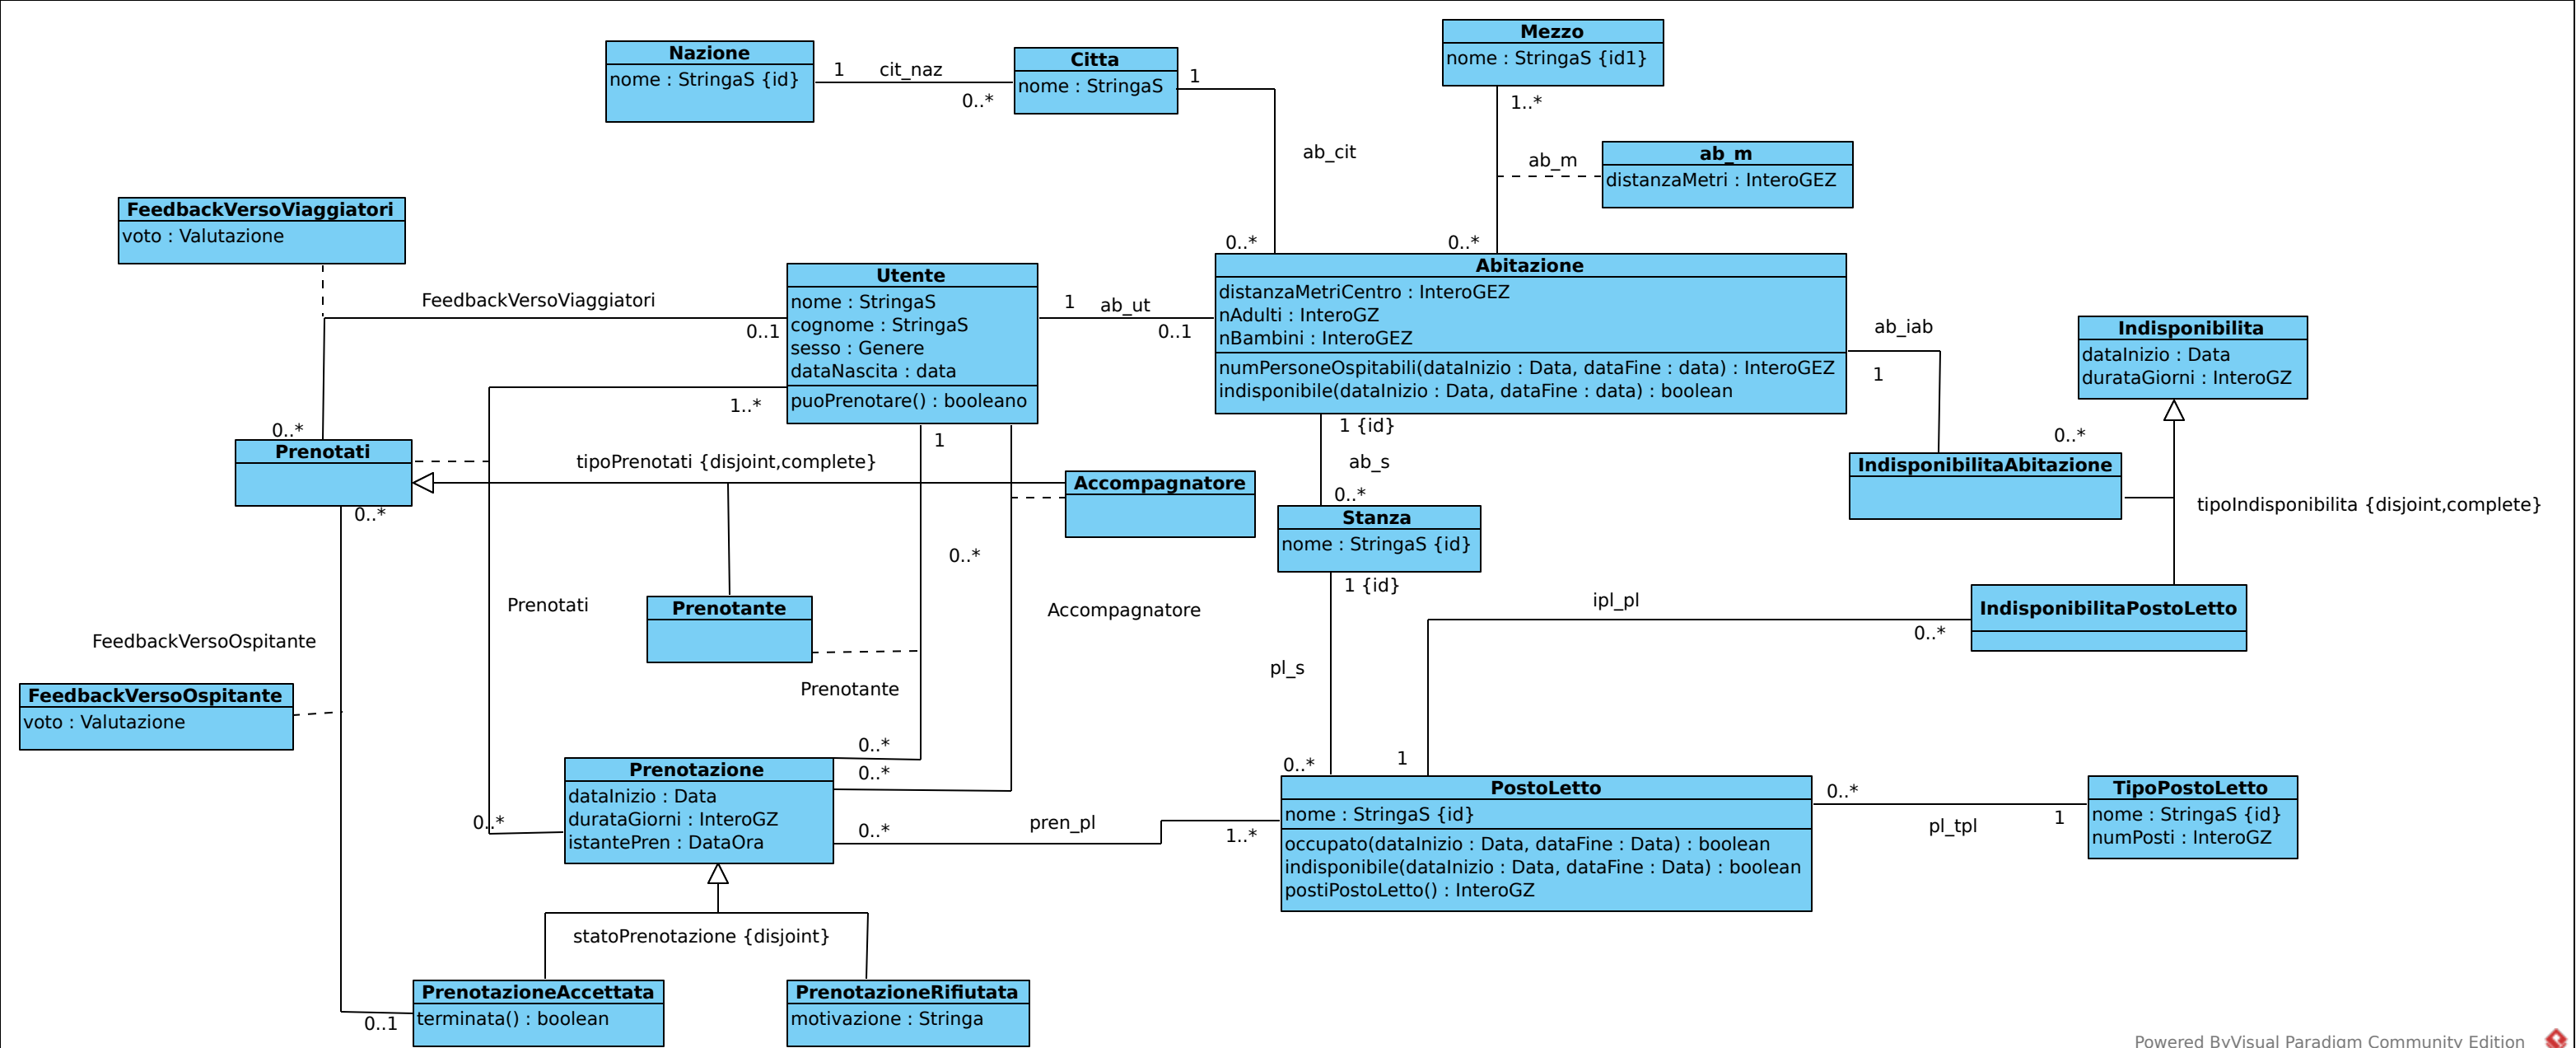 Nazione
nome : StringaS {id}
1
cit_naz
0..*
Citta
nome : StringaS
1
ab_cit
0..*
Mezzo
nome : StringaS {id1}
1..*
ab_m
0..*
ab_m
distanzaMetri : InteroGEZ
FeedbackVersoViaggiatori
voto : Valutazione
FeedbackVersoViaggiatori
0..1
0..*
Utente
nome : StringaS
cognome : StringaS
sesso : Genere
dataNascita : data
puoPrenotare() : booleano
1
ab_ut
0..1
Abitazione
distanzaMetriCentro : InteroGEZ
nAdulti : InteroGZ
nBambini : InteroGEZ
numPersoneOspitabili(dataInizio : Data, dataFine : data) : InteroGEZ
indisponibile(dataInizio : Data, dataFine : data) : boolean
ab_iab
1
0..*
Indisponibilita
dataInizio : Data
durataGiorni : InteroGZ
IndisponibilitaAbitazione
tipoIndisponibilita {disjoint,complete}
IndisponibilitaPostoLetto
1..*
1
Prenotati
0..*
tipoPrenotati {disjoint,complete}
Accompagnatore
1 {id}
ab_s
0..*
Stanza
nome : StringaS {id}
1 {id}
pl_s
0..*
ipl_pl
0..*
1
0..*
Prenotati
Prenotante
Accompagnatore
Prenotante
FeedbackVersoOspitante
FeedbackVersoOspitante
voto : Valutazione
0..*
0..*
0..*
Prenotazione
dataInizio : Data
durataGiorni : InteroGZ
istantePren : DataOra
0..*
pren_pl
1..*
PostoLetto
nome : StringaS {id}
occupato(dataInizio : Data, dataFine : Data) : boolean
indisponibile(dataInizio : Data, dataFine : Data) : boolean
postiPostoLetto() : InteroGZ
0..*
pl_tpl
1
TipoPostoLetto
nome : StringaS {id}
numPosti : InteroGZ
statoPrenotazione {disjoint}
PrenotazioneAccettata
terminata() : boolean
0..1
PrenotazioneRifiutata
motivazione : Stringa
Powered ByVisual Paradigm Community Edition